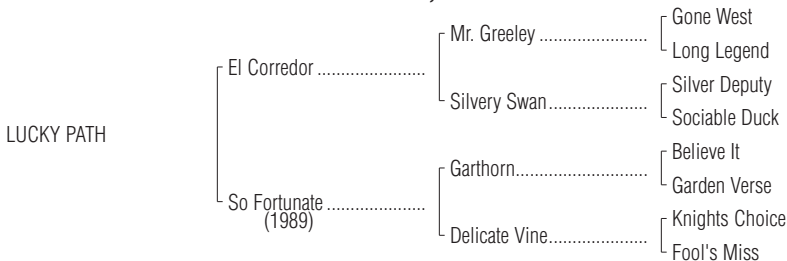 Gone West
Mr. Greeley ......................
Long Legend
El Corredor ......................
Silver Deputy
Silvery Swan....................
Sociable Duck
LUCKY PATH
Believe It
Garthorn...........................
Garden Verse
So Fortunate ....................
(1989)
Knights Choice
Delicate Vine....................
Fool's Miss